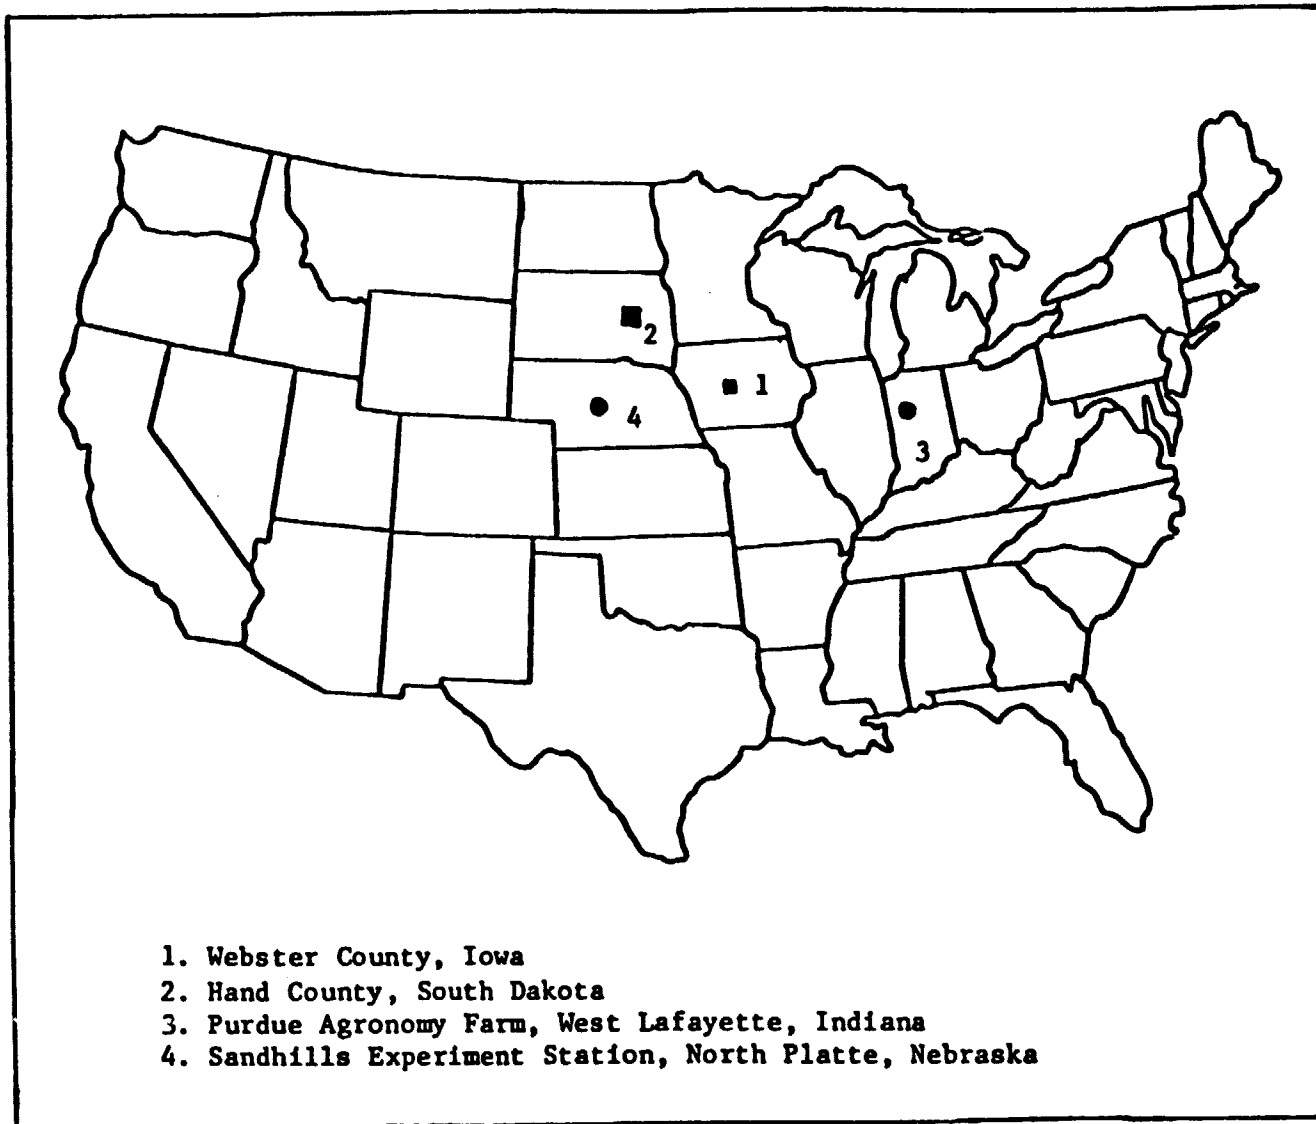 2
1
4
3
1. Webster County, Iowa
2. Hand County, South Dakota
3. Purdue Agronomy Farm, West Lafayette, Indiana
4. Sandhills Experiment Station, North Platte, Nebraska